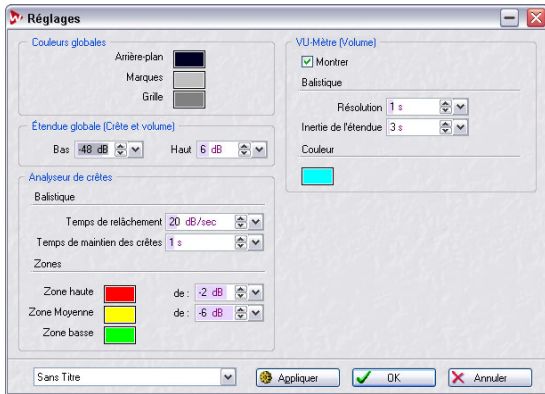 Réglages
Couleurs globales
Arrière-plan
Marques
Grille
Étendue globale (Crête et volume)
Bas -48 dB Haut 6 dB
Analyseur de crêtes
Balistique
Temps de relâchement 20 dB/sec
Temps de maintien des crêtes 1 s
Zones
Zone haute de : -2 dB
Zone Moyenne de : -6 dB
Zone basse
VU-Mètre (Volume)
Montrer
Balistique
Résolution 1 s
Inertie de l'étendue 3 s
Couleur
Sans Titre Appliquer OK Annuler